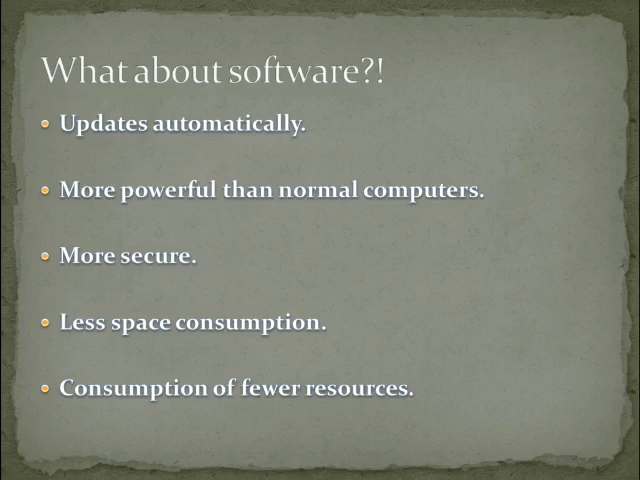 What about software?!
Updates automatically.
More powerful than normal computers.
More secure.
Less space consumption.
Consumption of fewer resources.